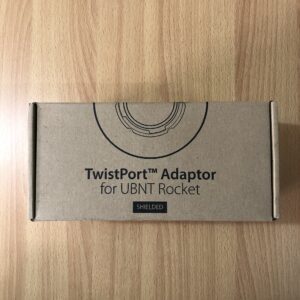 TwistPort™ Adaptor
for UBNT Rocket
SHIELDED